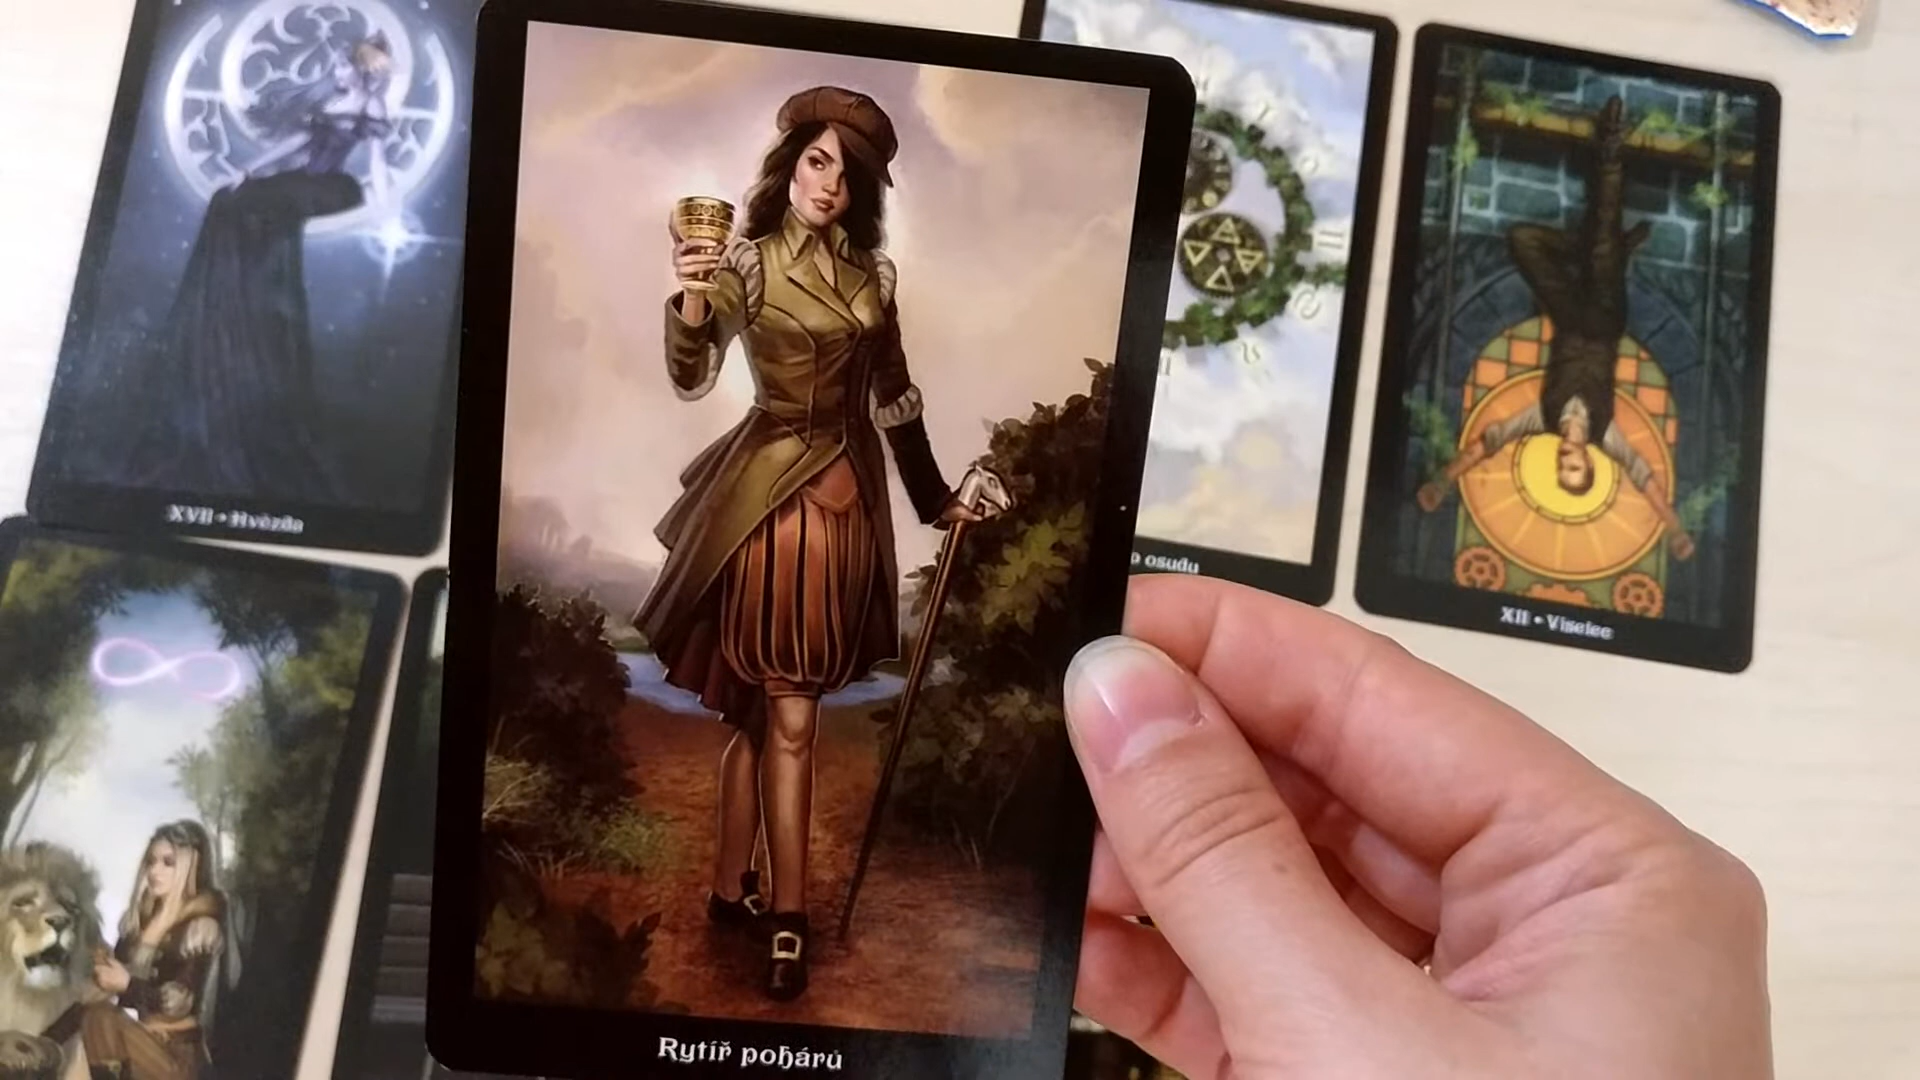 XVII • Hvězda
osudu
XII • Viselec
Rytíř pohárů